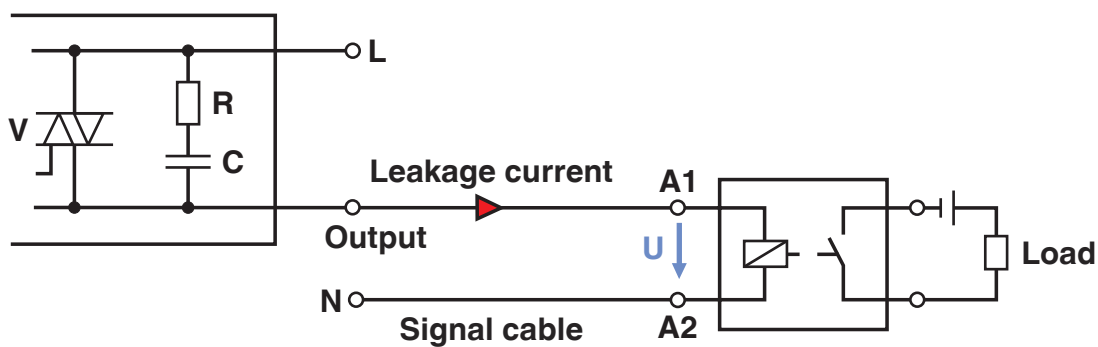 L
R
V
C
Leakage current
A1
Output
U
Load
N
Signal cable
A2